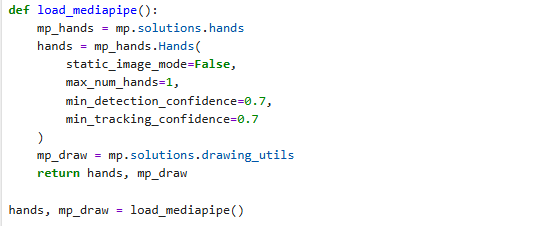 def load_mediapipe():
    mp_hands = mp.solutions.hands
    hands = mp_hands.Hands(
        static_image_mode=False,
        max_num_hands=1,
        min_detection_confidence=0.7,
        min_tracking_confidence=0.7
    )
    mp_draw = mp.solutions.drawing_utils
    return hands, mp_draw

hands, mp_draw = load_mediapipe()